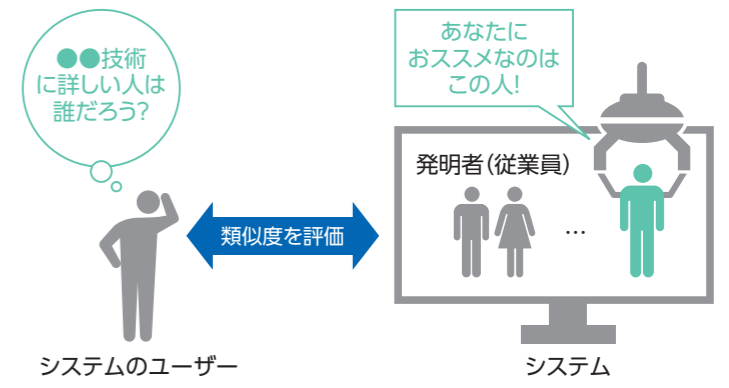 ●●技術
に詳しい人は
誰だろう?
あなたに
おススメなのは
この人!
発明者(従業員)
…
類似度を評価
システムのユーザー
システム